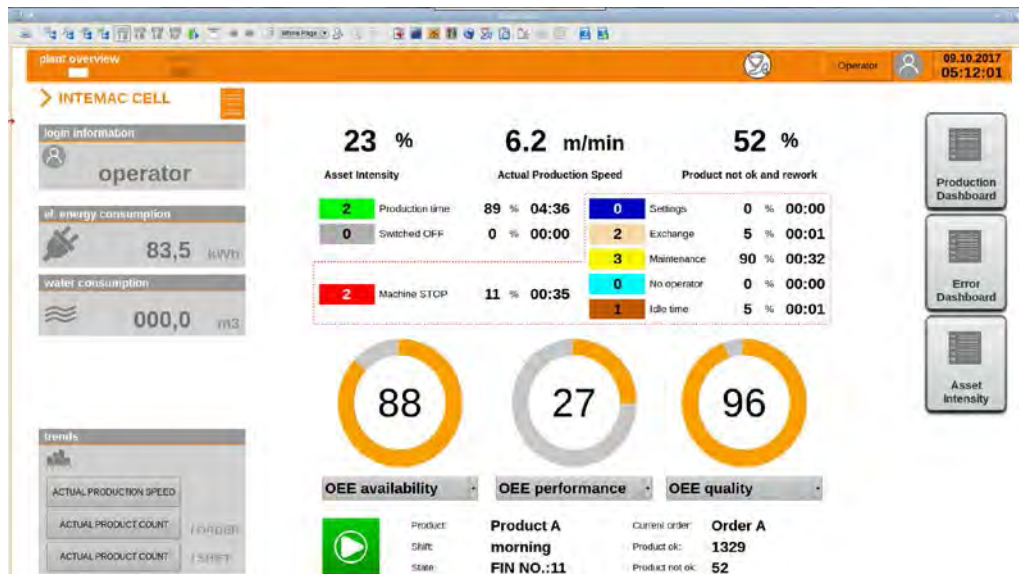 White Page
plant overview
Operator
09.10.2017
05:12:01
INTEMAC CELL
login information
operator
el. energy consumption
83,5 kWh
water consumption
000,0 m3
trends
ACTUAL PRODUCTION SPEED
ACTUAL PRODUCT COUNT / ORDER
ACTUAL PRODUCT COUNT / SHIFT
23 %
Asset Intensity
6.2 m/min
Actual Production Speed
52 %
Product not ok and rework
2 Production time 89 % 04:36
0 Switched OFF 0 % 00:00
2 Machine STOP 11 % 00:35
0 Settings 0 % 00:00
2 Exchange 5 % 00:01
3 Maintenance 90 % 00:32
0 No operator 0 % 00:00
1 Idle time 5 % 00:01
88
OEE availability
27
OEE performance
96
OEE quality
Product: Product A
Shift: morning
State: FIN NO.:11
Current order: Order A
Product ok: 1329
Product not ok: 52
Production
Dashboard
Error
Dashboard
Asset
Intensity